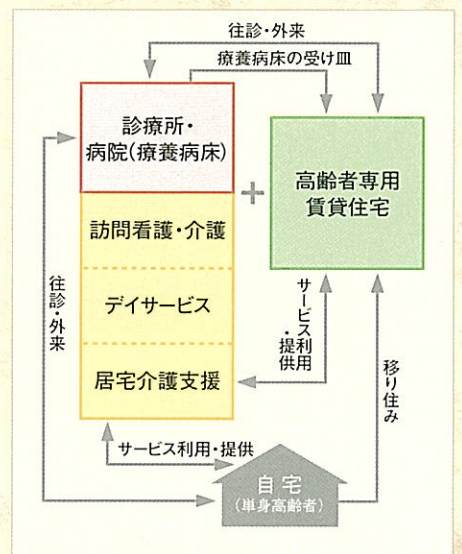 往診・外来
療養病床の受け皿
診療所・
病院(療養病床)
+
高齢者専用
賃貸住宅
訪問看護・介護
デイサービス
居宅介護支援
往診・外来
サービス利用
・提供
移り住み
サービス利用・提供
自宅
(単身高齢者)